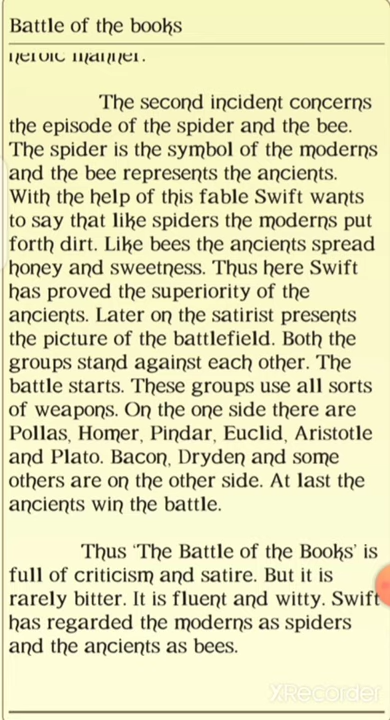 Battle of the books
heroic manner.
The second incident concerns
the episode of the spider and the bee.
The spider is the symbol of the moderns
and the bee represents the ancients.
With the help of this fable Swift wants
to say that like spiders the moderns put
forth dirt. Like bees the ancients spread
honey and sweetness. Thus here Swift
has proved the superiority of the
ancients. Later on the satirist presents
the picture of the battlefield. Both the
groups stand against each other. The
battle starts. These groups use all sorts
of weapons. On the one side there are
Pollas, Homer, Pindar, Euclid, Aristotle
and Plato. Bacon, Dryden and some
others are on the other side. At last the
ancients win the battle.
Thus ‘The Battle of the Books’ is
full of criticism and satire. But it is
rarely bitter. It is fluent and witty. Swift
has regarded the moderns as spiders
and the ancients as bees.
XRecorder